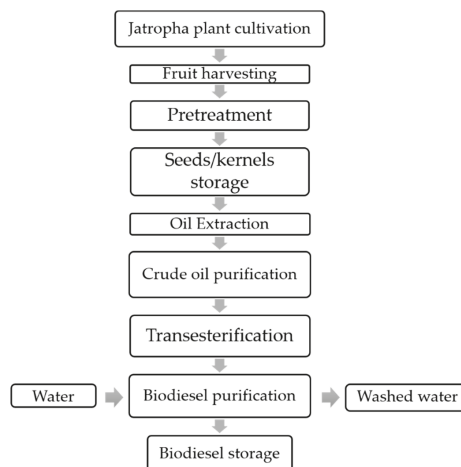 Jatropha plant cultivation
Fruit harvesting
Pretreatment
Seeds/kernels
storage
Oil Extraction
Crude oil purification
Transesterification
Water
Biodiesel purification
Washed water
Biodiesel storage